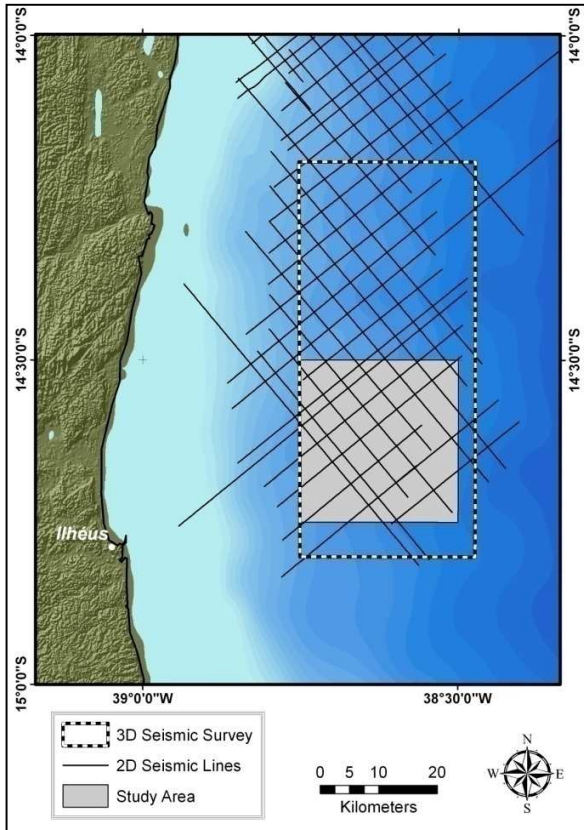 14°0'0"S
14°0'0"S
14°30'0"S
14°30'0"S
Ilhéus
15°0'0"S
39°0'0"W
38°30'0"W
3D Seismic Survey
2D Seismic Lines
Study Area
0 5 10 20
Kilometers
N
W
E
S